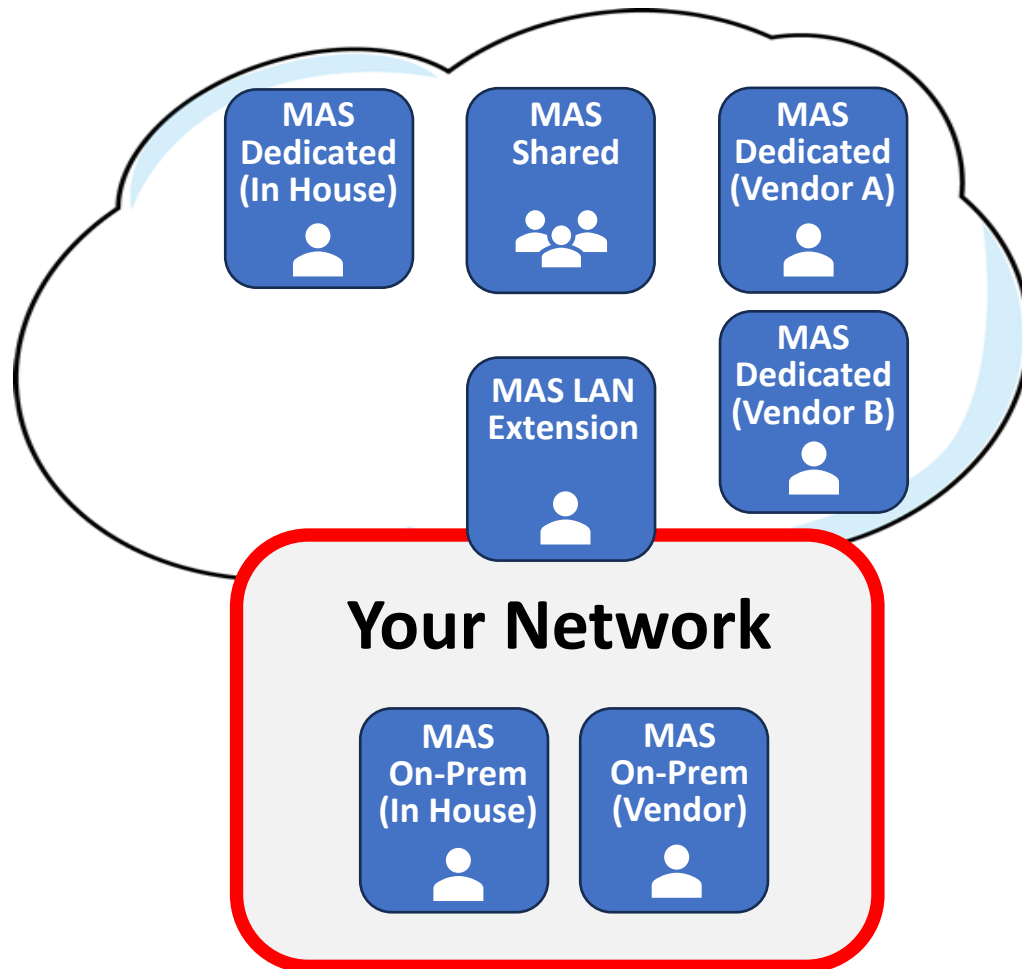 MAS
Dedicated
(In House)
MAS
Shared
MAS
Dedicated
(Vendor A)
MAS
Dedicated
(Vendor B)
MAS LAN
Extension
Your Network
MAS
On-Prem
(In House)
MAS
On-Prem
(Vendor)